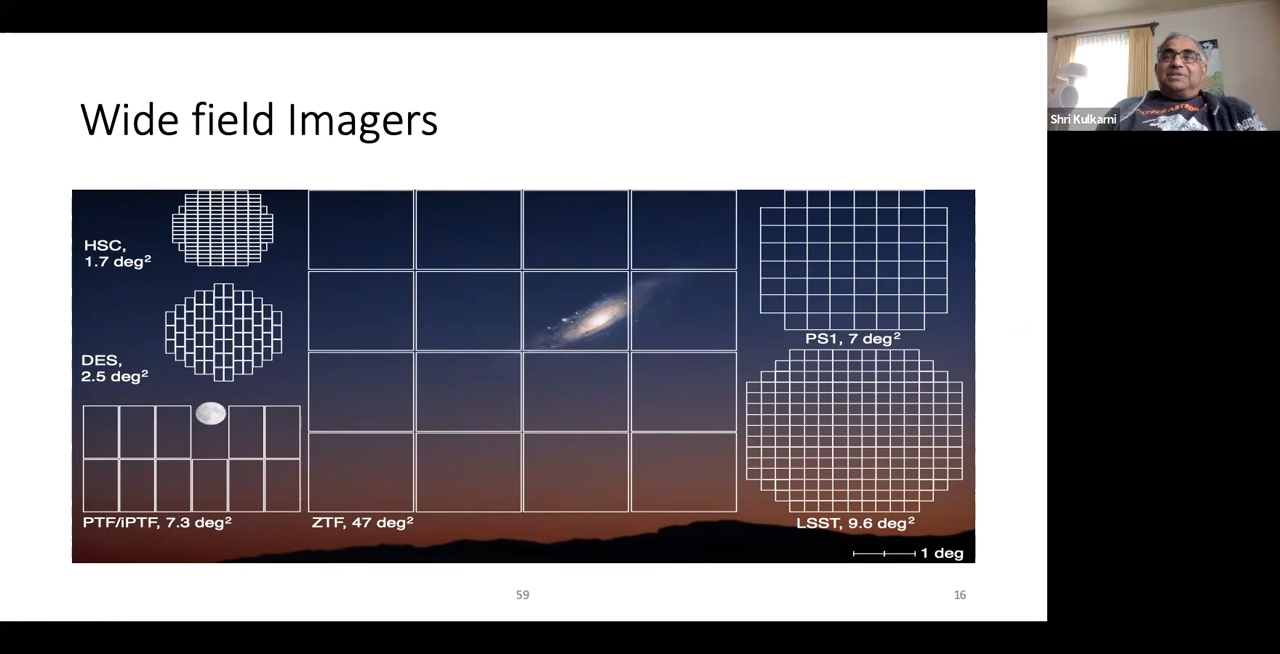 Wide field Imagers
HSC,
1.7 deg²
DES,
2.5 deg²
PTF/iPTF, 7.3 deg²
ZTF, 47 deg²
PS1, 7 deg²
LSST, 9.6 deg²
1 deg
59
16
Shri Kulkarni